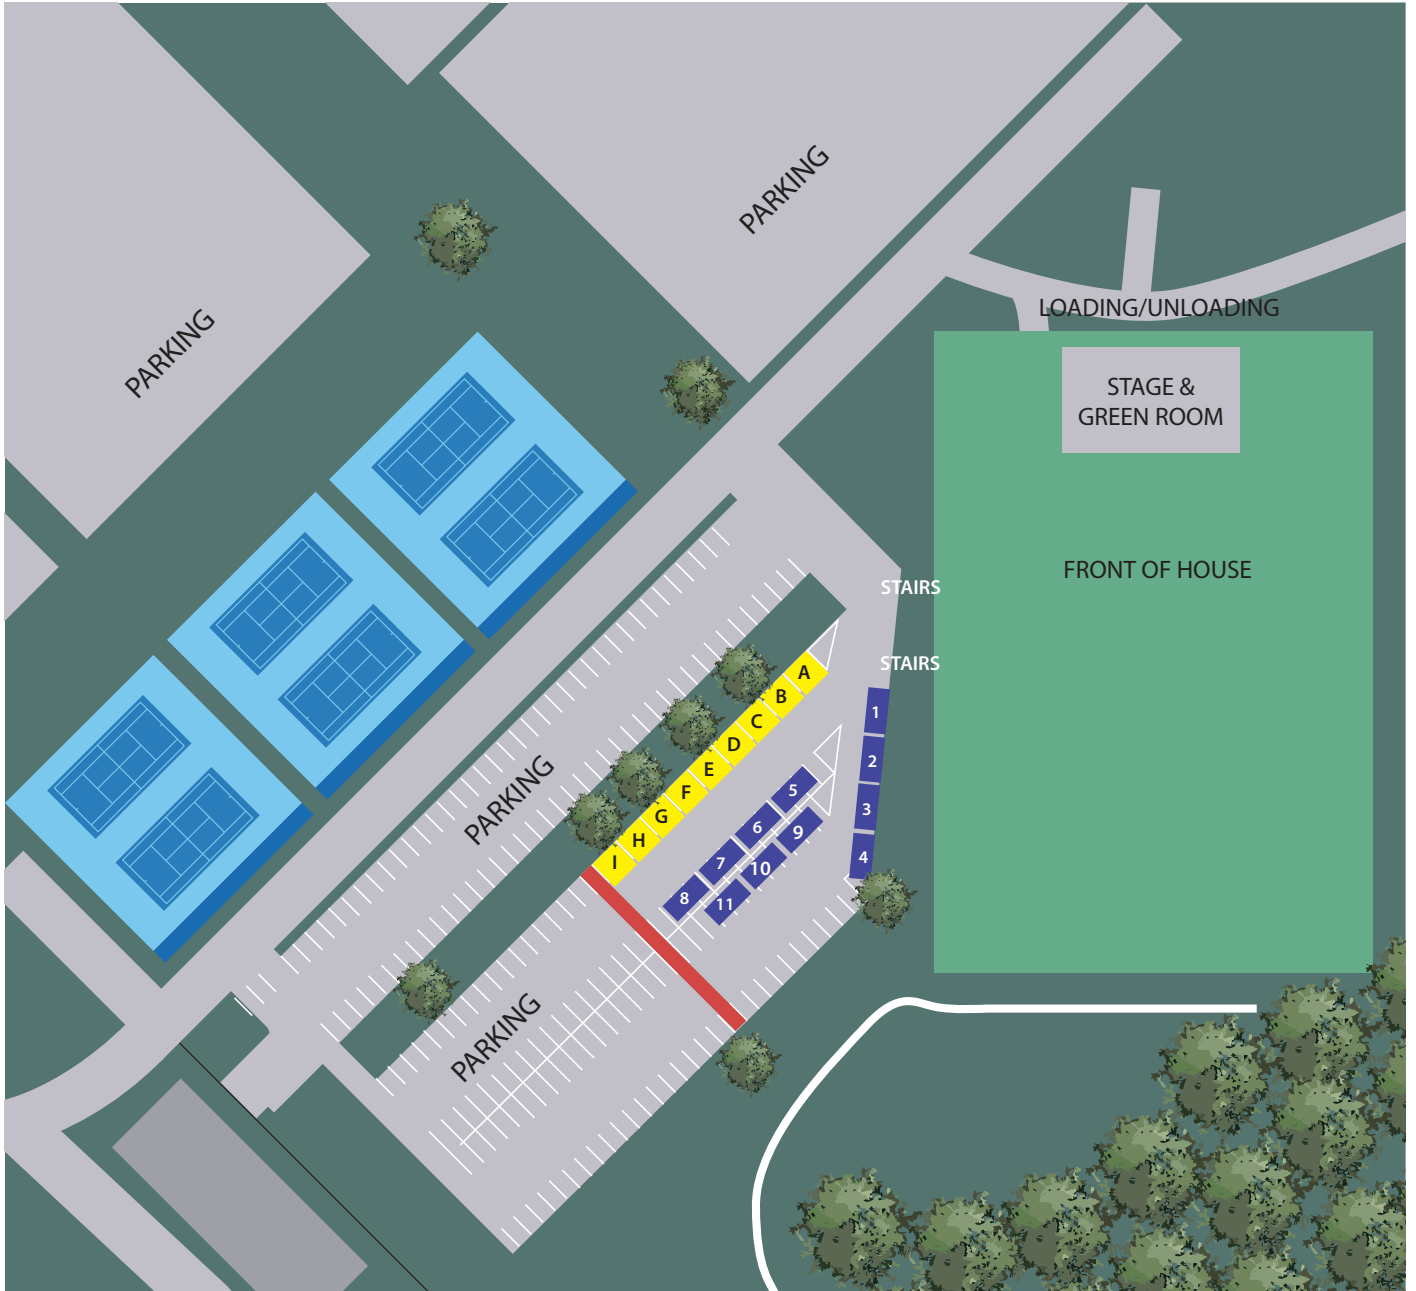 PARKING
PARKING
LOADING/UNLOADING
STAGE &
GREEN ROOM
FRONT OF HOUSE
STAIRS
STAIRS
A
B
C
D
E
F
G
H
I
1
2
3
4
5
6
7
8
9
10
11
PARKING
PARKING